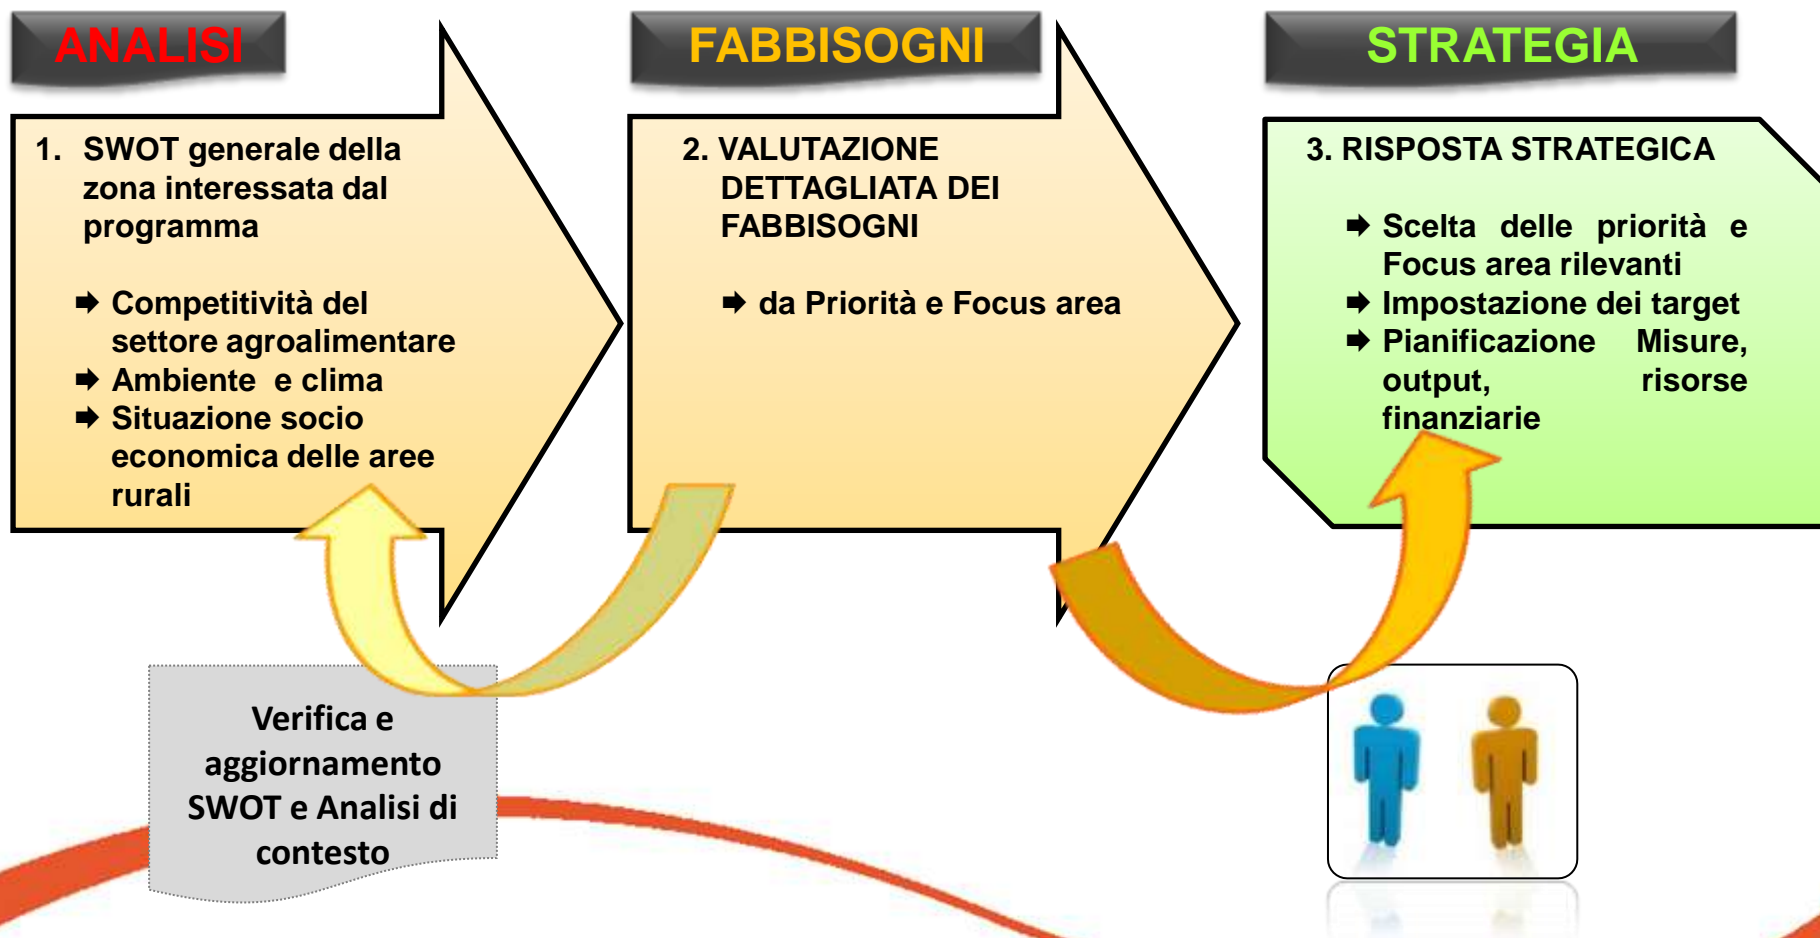 ANALISI
1. SWOT generale della
zona interessata dal
programma
Competitività del
settore agroalimentare
Ambiente e clima
Situazione socio
economica delle aree
rurali
FABBISOGNI
2. VALUTAZIONE
DETTAGLIATA DEI
FABBISOGNI
da Priorità e Focus area
STRATEGIA
3. RISPOSTA STRATEGICA
Scelta delle priorità e
Focus area rilevanti
Impostazione dei target
Pianificazione Misure,
output, risorse
finanziarie
Verifica e
aggiornamento
SWOT e Analisi di
contesto